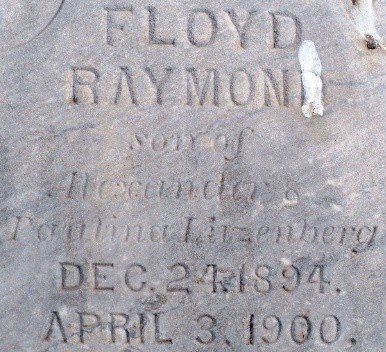 FLOYD
RAYMOND
son of
Alexander &
Paulina Litzenberg
DEC. 24, 1894.
APRIL 3, 1900.